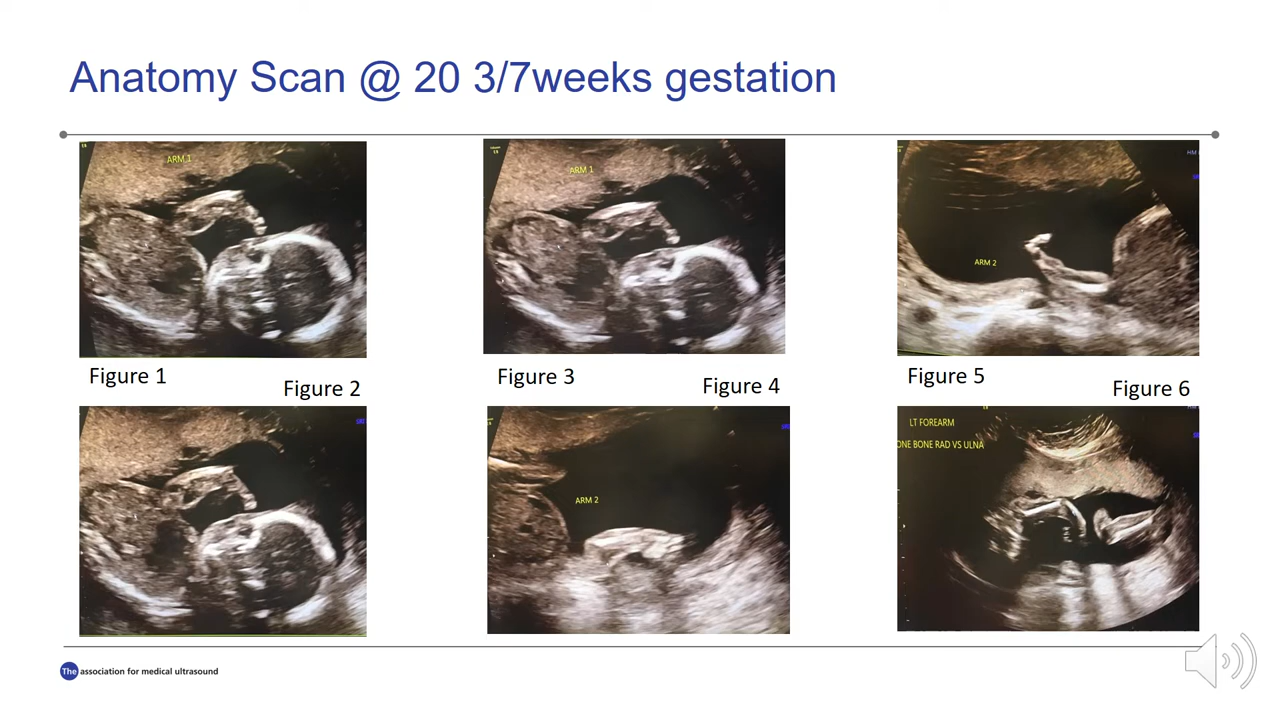 Anatomy Scan @ 20 3/7weeks gestation
ARM 1
ARM 1
ARM 2
Figure 1
Figure 2
Figure 3
Figure 4
Figure 5
Figure 6
ARM 2
LT FOREARM
ONE BONE RAD VS ULNA
The association for medical ultrasound